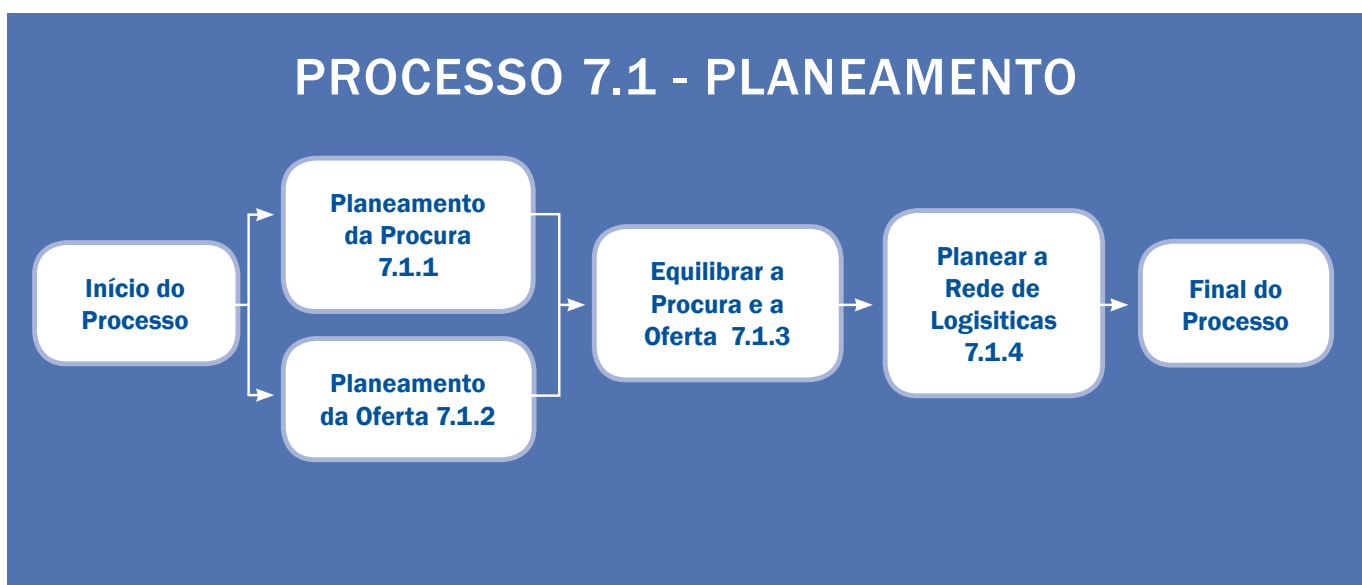 PROCESSO 7.1 - PLANEAMENTO
Início do
Processo
Planeamento
da Procura
7.1.1
Planeamento
da Oferta 7.1.2
Equilibrar a
Procura e a
Oferta 7.1.3
Planear a
Rede de
Logisiticas
7.1.4
Final do
Processo